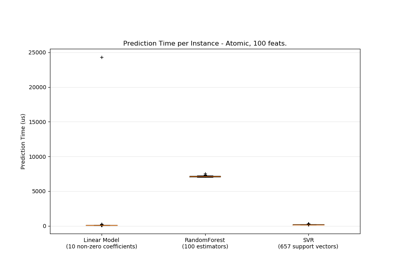 Prediction Time per Instance - Atomic, 100 feats.
25000
20000
15000
10000
5000
0
Prediction Time (us)
Linear Model
(10 non-zero coefficients)
RandomForest
(100 estimators)
SVR
(657 support vectors)